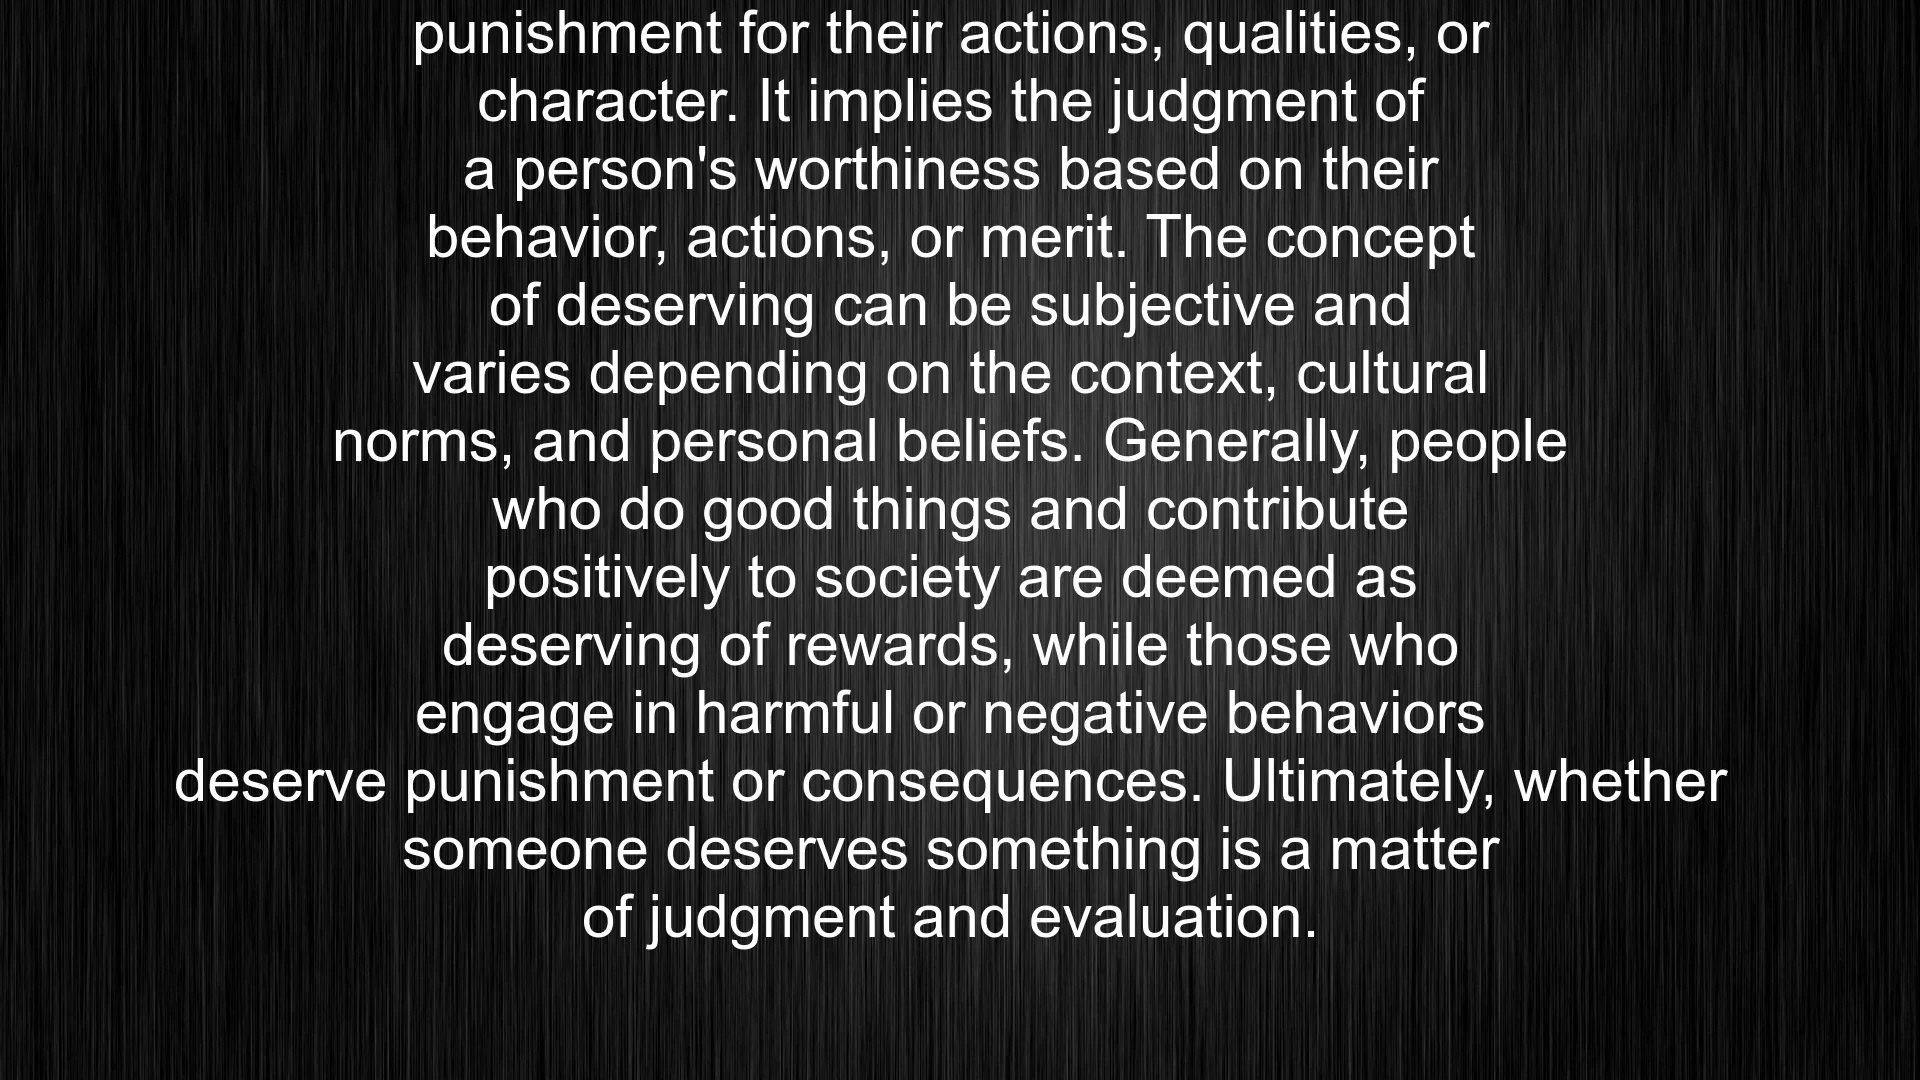 punishment for their actions, qualities, or
character. It implies the judgment of
a person's worthiness based on their
behavior, actions, or merit. The concept
of deserving can be subjective and
varies depending on the context, cultural
norms, and personal beliefs. Generally, people
who do good things and contribute
positively to society are deemed as
deserving of rewards, while those who
engage in harmful or negative behaviors
deserve punishment or consequences. Ultimately, whether
someone deserves something is a matter
of judgment and evaluation.